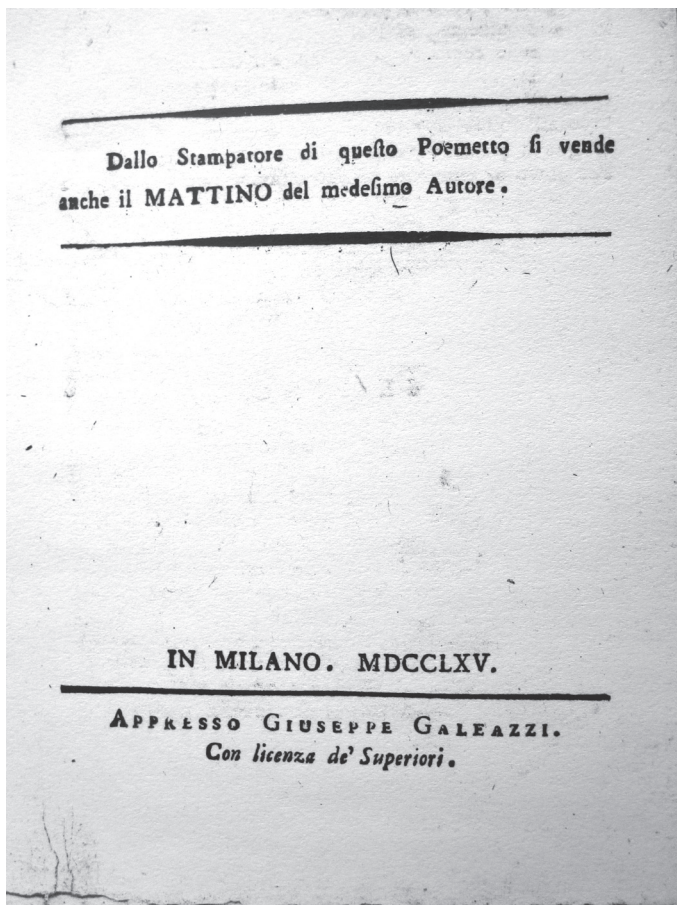 Dallo Stampatore di queſto Poemetto ſi vende
anche il MATTINO del medeſimo Autore.
IN MILANO. MDCCLXV.
APPRESSO GIUSEPPE GALEAZZI.
Con licenza de' Superiori.